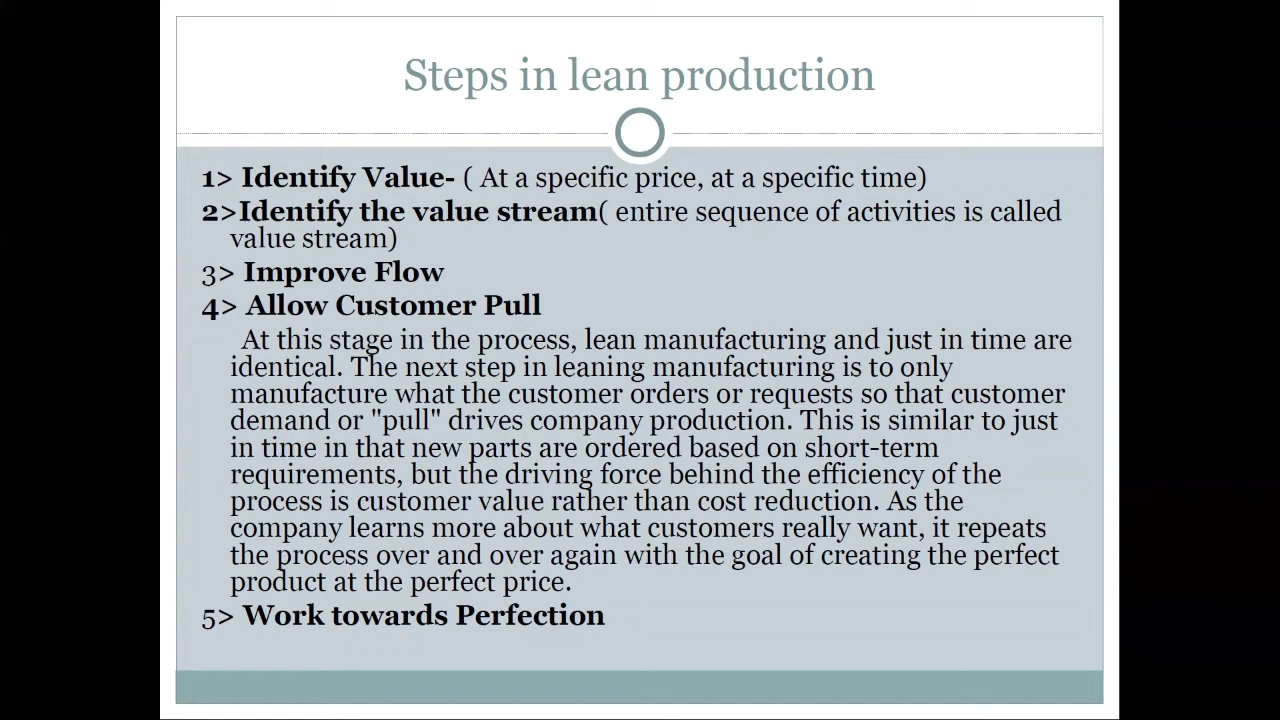 Steps in lean production
1> Identify Value- ( At a specific price, at a specific time)
2>Identify the value stream( entire sequence of activities is called
value stream)
3> Improve Flow
4> Allow Customer Pull
At this stage in the process, lean manufacturing and just in time are
identical. The next step in leaning manufacturing is to only
manufacture what the customer orders or requests so that customer
demand or "pull" drives company production. This is similar to just
in time in that new parts are ordered based on short-term
requirements, but the driving force behind the efficiency of the
process is customer value rather than cost reduction. As the
company learns more about what customers really want, it repeats
the process over and over again with the goal of creating the perfect
product at the perfect price.
5> Work towards Perfection